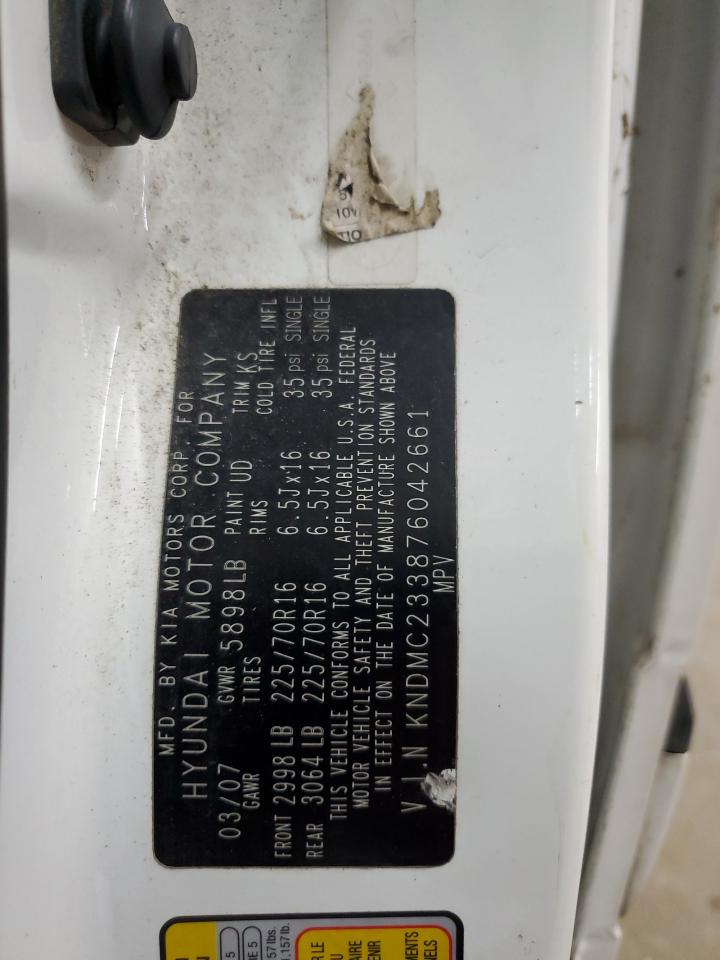 MFD. BY KIA MOTORS CORP. FOR
HYUNDAI MOTOR COMPANY
03/07 GVWR 5898LB PAINT UD TRIM KS
GAWR TIRES RIMS COLD TIRE INFL
FRONT 2998 LB 225/70R16 6.5Jx16 35 psi SINGLE
REAR 3064 LB 225/70R16 6.5Jx16 35 psi SINGLE
THIS VEHICLE CONFORMS TO ALL APPLICABLE U.S.A. FEDERAL
MOTOR VEHICLE SAFETY AND THEFT PREVENTION STANDARDS
IN EFFECT ON THE DATE OF MANUFACTURE SHOWN ABOVE
V.I.N KNDMC233876042661
MPV